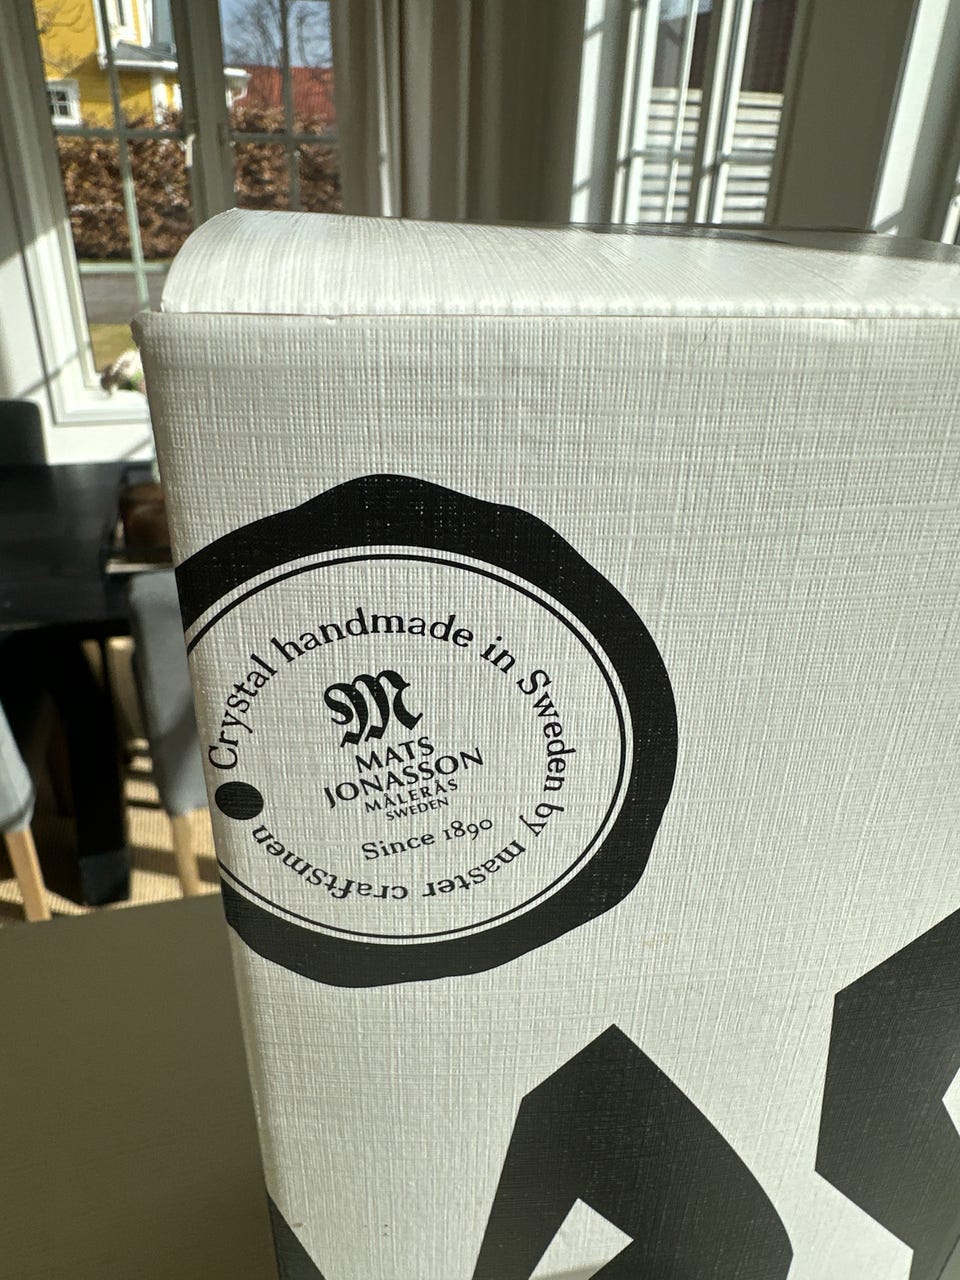 Crystal handmade in Sweden by master craftsmen
M
MATS
JONASSON
MÅLERÅS
SWEDEN
Since 1890